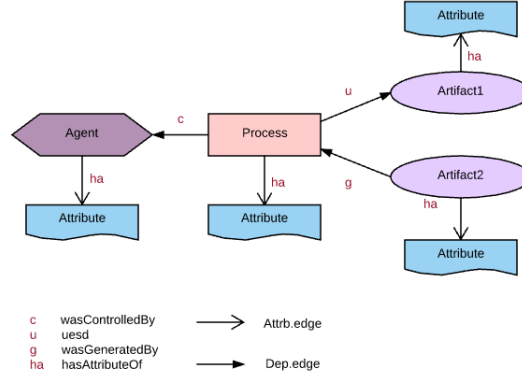 Attribute
ha
Artifact1
u
c
Agent
Process
Artifact2
g
ha
ha
ha
Attribute
Attribute
Attribute
c wasControlledBy Attrb.edge
u uesd
g wasGeneratedBy
ha hasAttributeOf Dep.edge